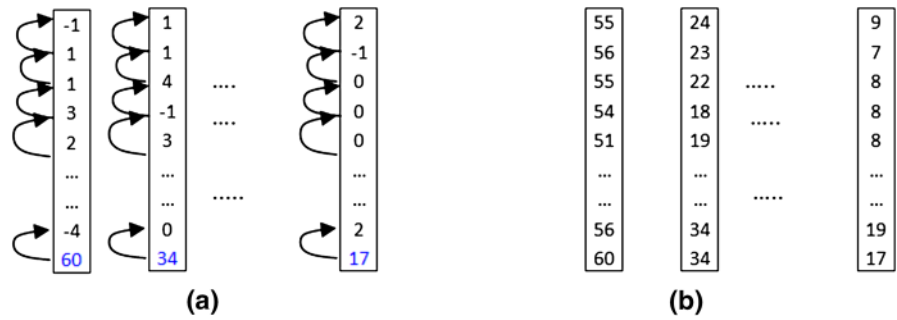 -1 1 2 55 24 9
1 1 -1 56 23 7
1 4 0 .... 55 22 ..... 8
3 -1 0 .... 54 18 ..... 8
2 3 0 51 19 8
... ... ... ... ... ...
... ... ..... ... ... ... ..... ...
-4 0 2 56 34 19
60 34 17 60 34 17
(a) (b)